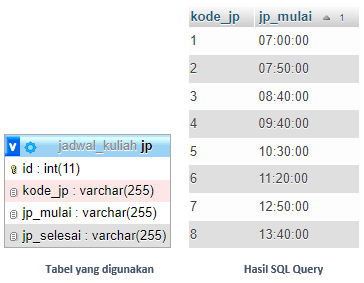 kode_jp jp_mulai 1
1 07:00:00
2 07:50:00
3 08:40:00
4 09:40:00
5 10:30:00
6 11:20:00
7 12:50:00
8 13:40:00
v jadwal_kuliah jp
id : int(11)
kode_jp : varchar(255)
jp_mulai : varchar(255)
jp_selesai : varchar(255)
Tabel yang digunakan
Hasil SQL Query